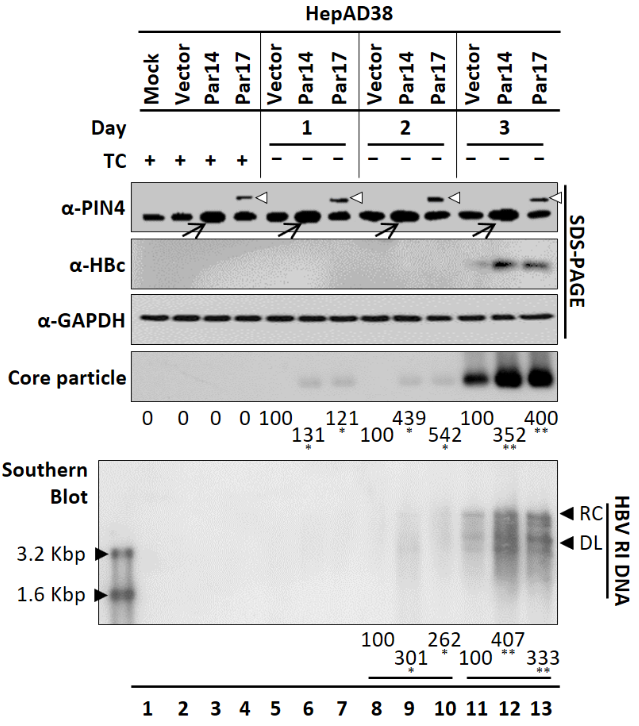 HepAD38
Mock Vector Par14 Par17 Vector Par14 Par17 Vector Par14 Par17 Vector Par14 Par17
Day 1 2 3
TC + + + + − − − − − − − − −
α-PIN4
α-HBc
α-GAPDH
SDS-PAGE
Core particle
0 0 0 0 100 131* 121* 100 439* 542* 100 352** 400**
Southern
Blot
3.2 Kbp
1.6 Kbp
RC
DL
HBV RI DNA
100 301* 262* 100 407** 333**
1 2 3 4 5 6 7 8 9 10 11 12 13